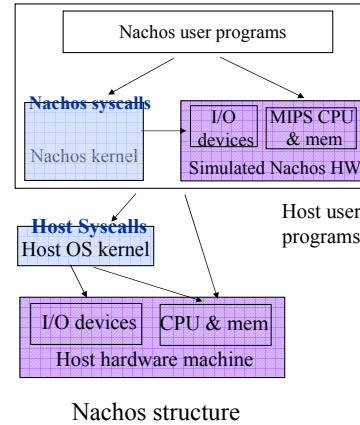 Nachos user programs
Nachos syscalls
Nachos kernel
I/O
devices
MIPS CPU
& mem
Simulated Nachos HW
Host user
programs
Host Syscalls
Host OS kernel
I/O devices
CPU & mem
Host hardware machine
Nachos structure